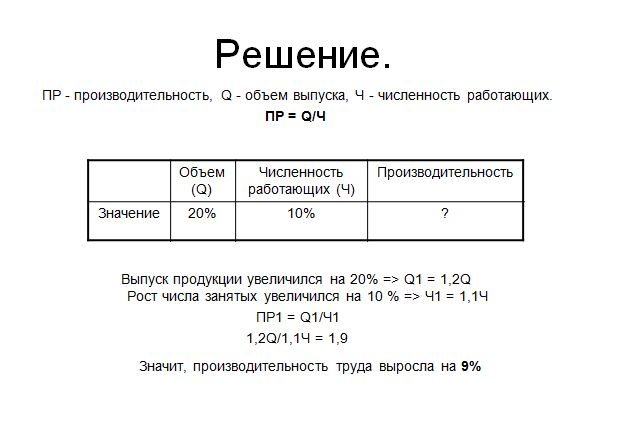 Решение.
ПР - производительность, Q - объем выпуска, Ч - численность работающих.
ПР = Q/Ч
Объем (Q)
Численность работающих (Ч)
Производительность
Значение
20%
10%
?
Выпуск продукции увеличился на 20% => Q1 = 1,2Q
Рост числа занятых увеличился на 10 % => Ч1 = 1,1Ч
ПР1 = Q1/Ч1
1,2Q/1,1Ч = 1,9
Значит, производительность труда выросла на 9%